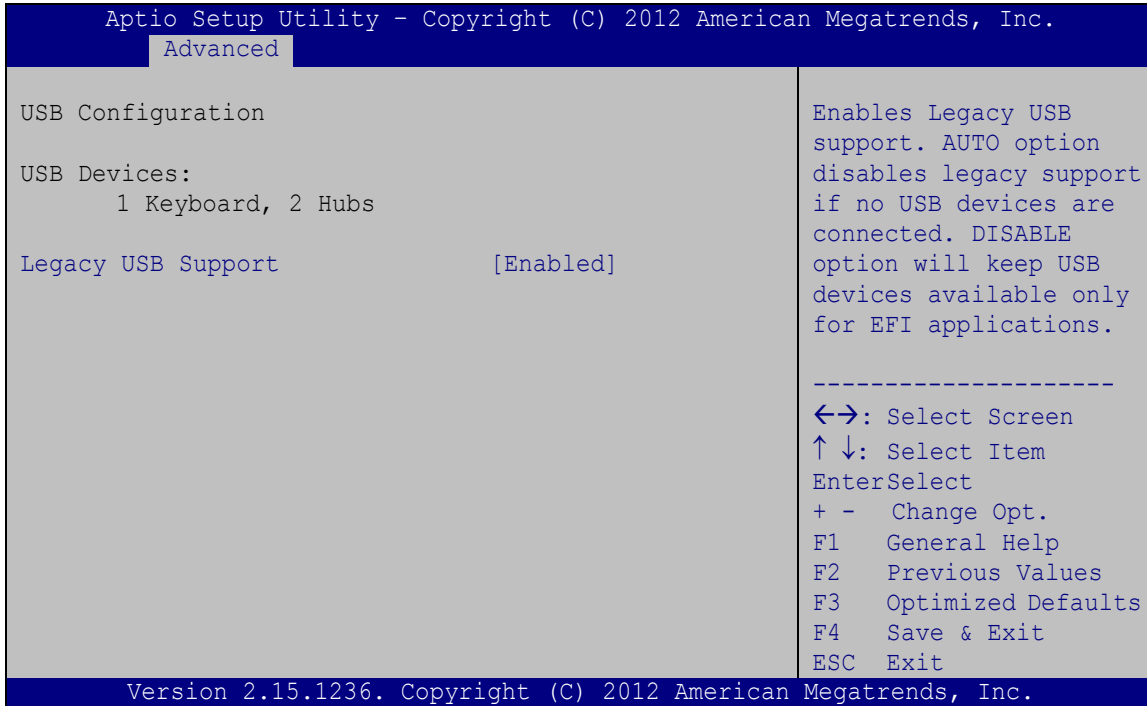 Aptio Setup Utility – Copyright (C) 2012 American Megatrends, Inc.
Advanced
USB Configuration
USB Devices:
1 Keyboard, 2 Hubs
Legacy USB Support [Enabled]
Enables Legacy USB
support. AUTO option
disables legacy support
if no USB devices are
connected. DISABLE
option will keep USB
devices available only
for EFI applications.
---------------------
←→: Select Screen
↑ ↓: Select Item
EnterSelect
+ - Change Opt.
F1 General Help
F2 Previous Values
F3 Optimized Defaults
F4 Save & Exit
ESC Exit
Version 2.15.1236. Copyright (C) 2012 American Megatrends, Inc.